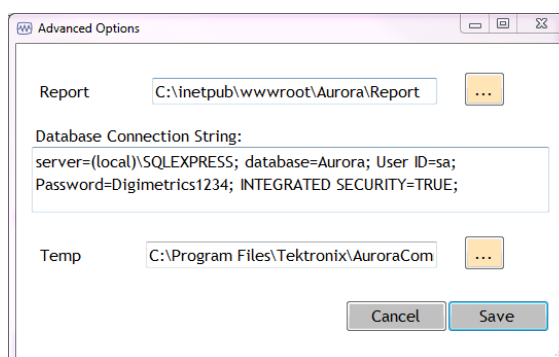 Advanced Options
Report C:\inetpub\wwwroot\Aurora\Report ...
Database Connection String:
server=(local)\SQLEXPRESS; database=Aurora; User ID=sa;
Password=Digimetrics1234; INTEGRATED SECURITY=TRUE;
Temp C:\Program Files\Tektronix\AuroraCom ...
Cancel Save